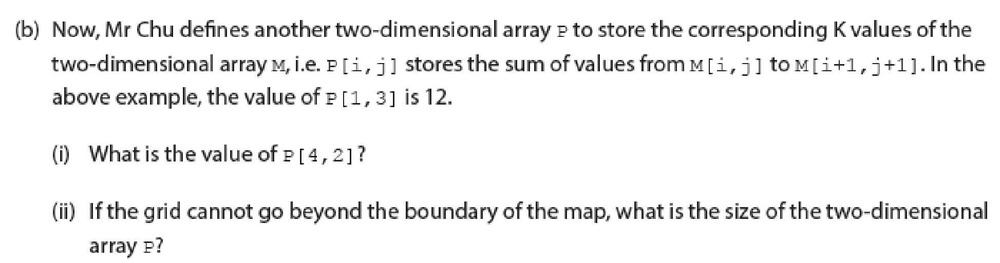 (b) Now, Mr Chu defines another two-dimensional array P to store the corresponding K values of the
two-dimensional array M, i.e. P[i,j] stores the sum of values from M[i,j] to M[i+1,j+1]. In the
above example, the value of P[1,3] is 12.
(i) What is the value of P[4,2]?
(ii) If the grid cannot go beyond the boundary of the map, what is the size of the two-dimensional
array P?